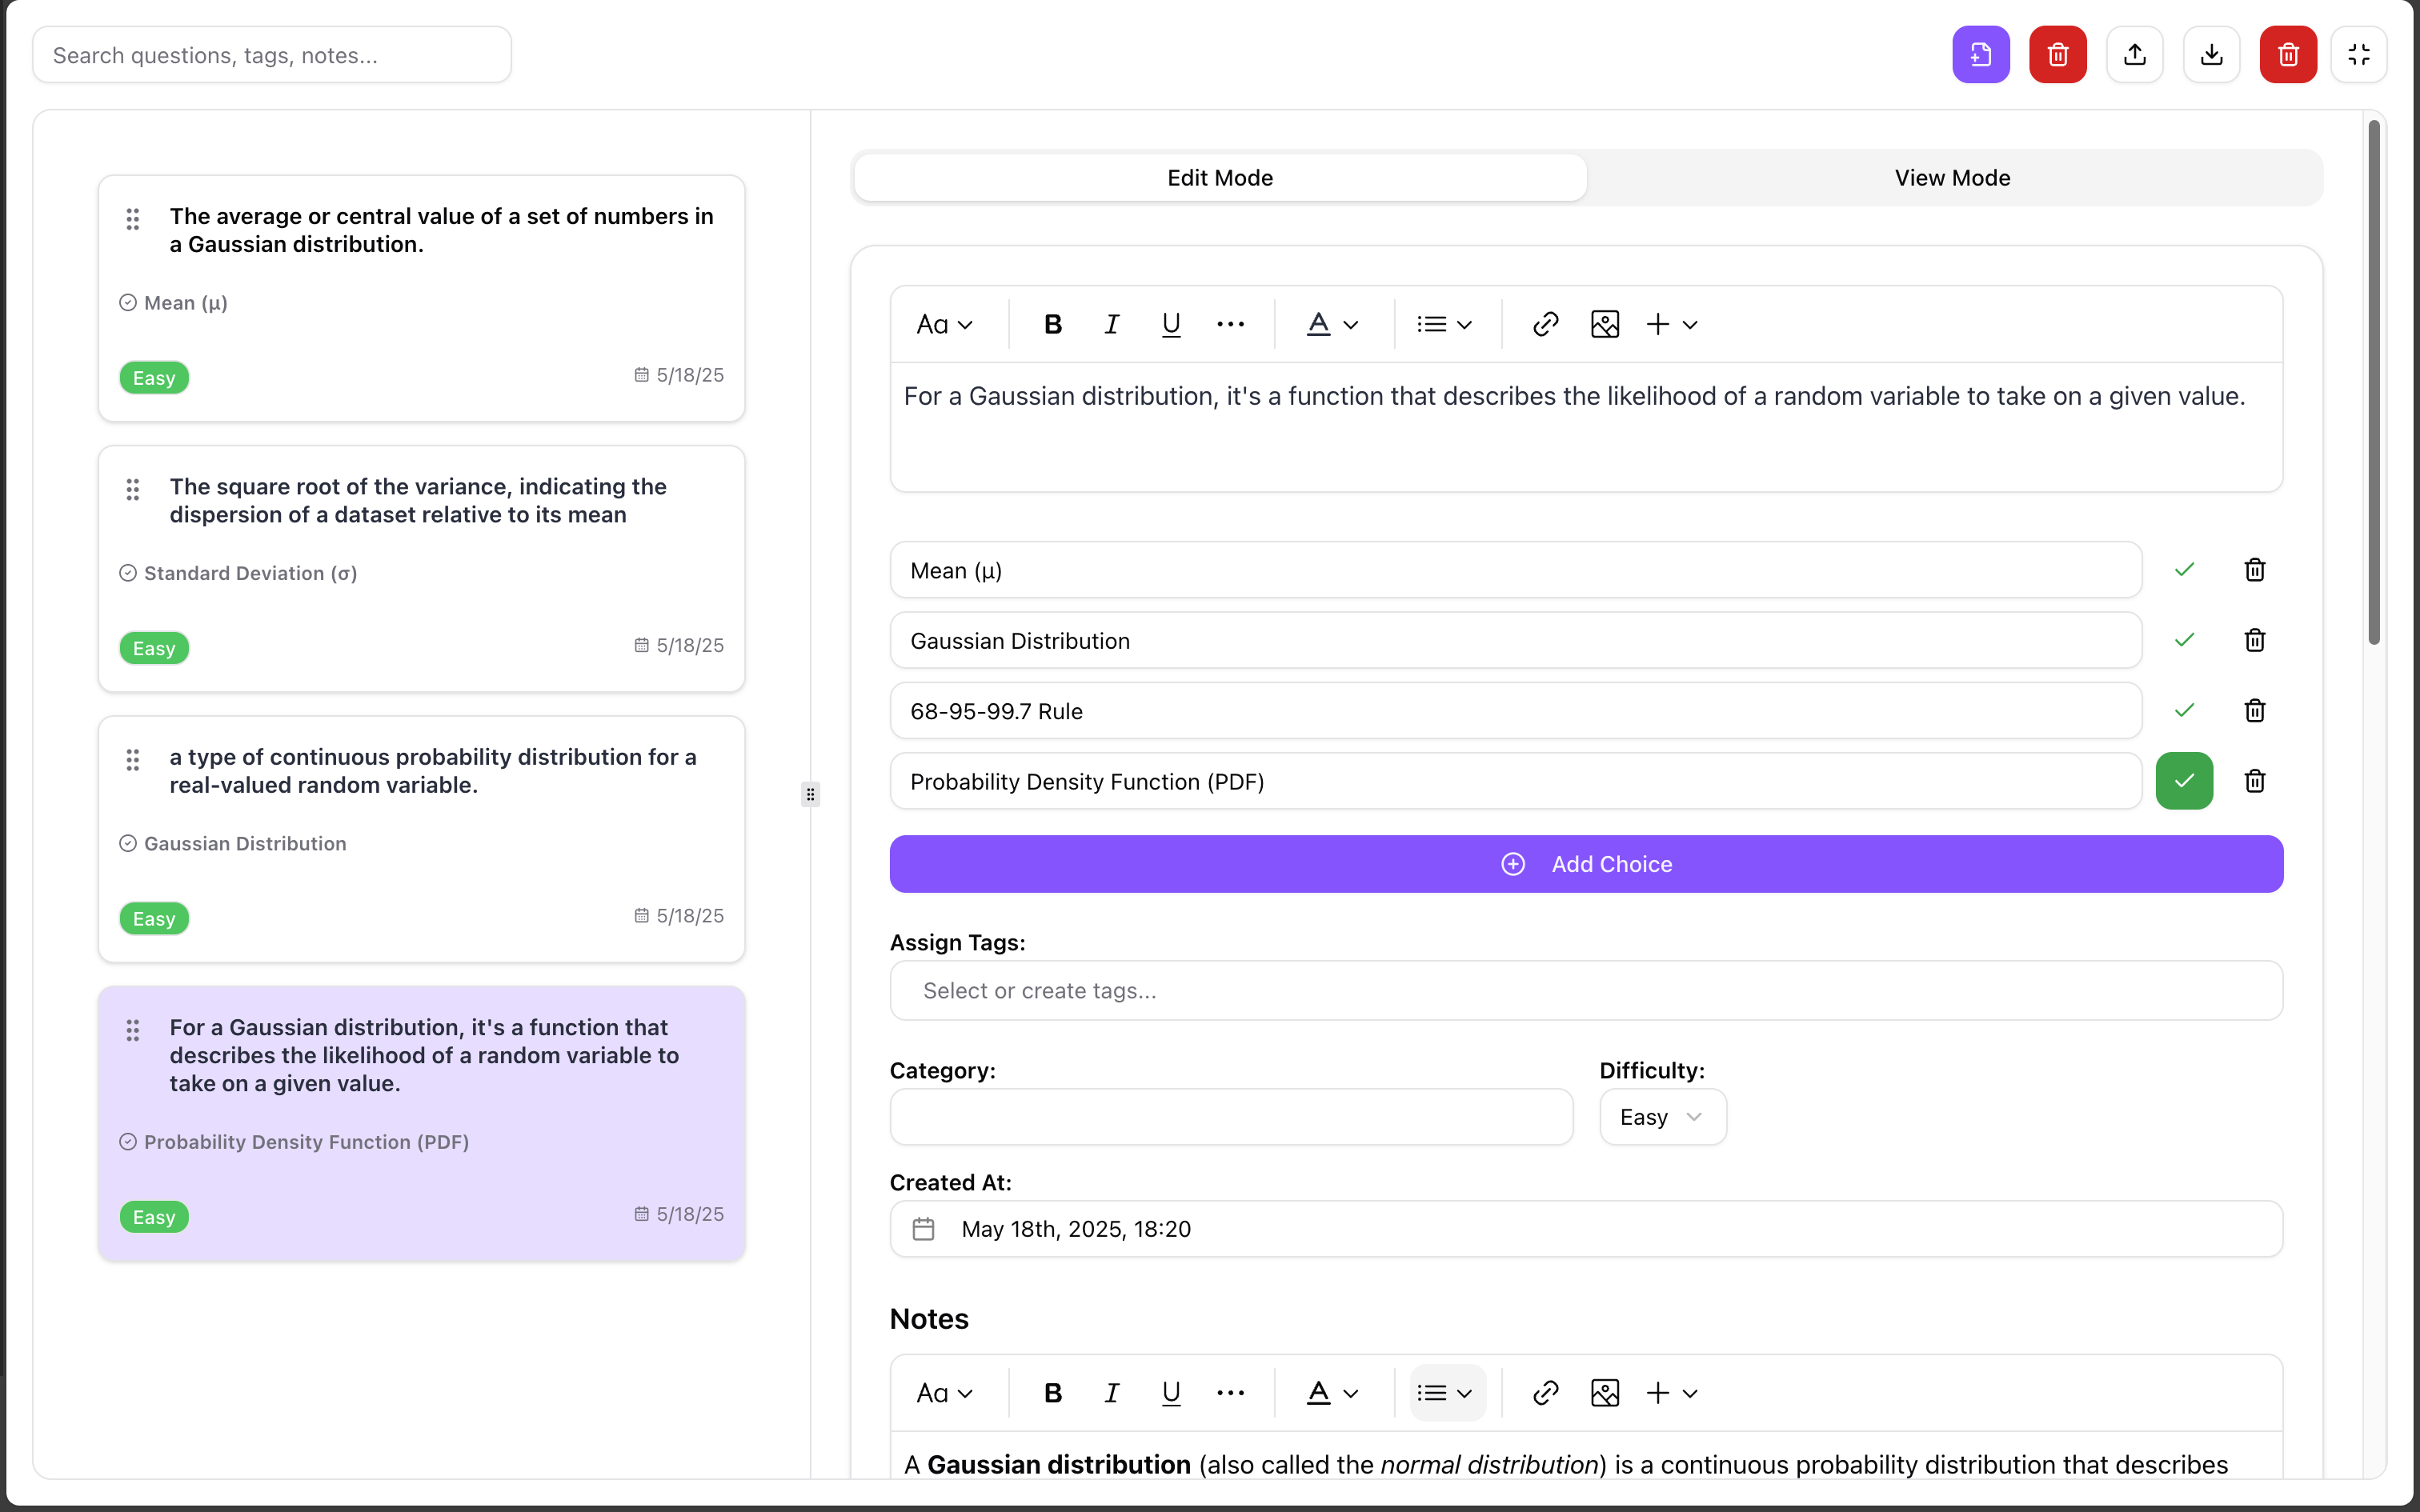 Search questions, tags, notes...
The average or central value of a set of numbers in
a Gaussian distribution.
Mean (μ)
Easy
5/18/25
The square root of the variance, indicating the
dispersion of a dataset relative to its mean
Standard Deviation (σ)
Easy
5/18/25
a type of continuous probability distribution for a
real-valued random variable.
Gaussian Distribution
Easy
5/18/25
For a Gaussian distribution, it's a function that
describes the likelihood of a random variable to
take on a given value.
Probability Density Function (PDF)
Easy
5/18/25
Edit Mode
View Mode
Aa B I U A
For a Gaussian distribution, it's a function that describes the likelihood of a random variable to take on a given value.
Mean (μ)
Gaussian Distribution
68-95-99.7 Rule
Probability Density Function (PDF)
Add Choice
Assign Tags:
Select or create tags...
Category:
Difficulty:
Easy
Created At:
May 18th, 2025, 18:20
Notes
Aa B I U A
A Gaussian distribution (also called the normal distribution) is a continuous probability distribution that describes